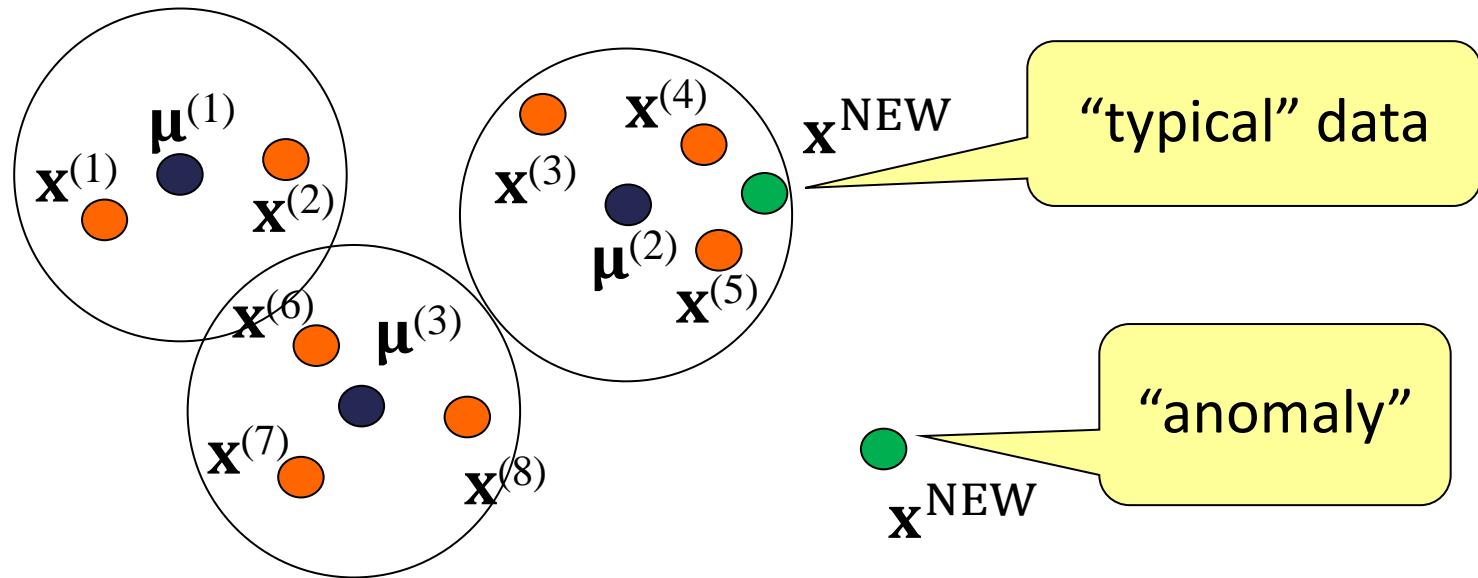 μ(1)
x(1)
x(2)
x(4)
x(3)
xNEW
“typical” data
μ(2)
x(5)
x(6)
μ(3)
x(7)
x(8)
“anomaly”
xNEW